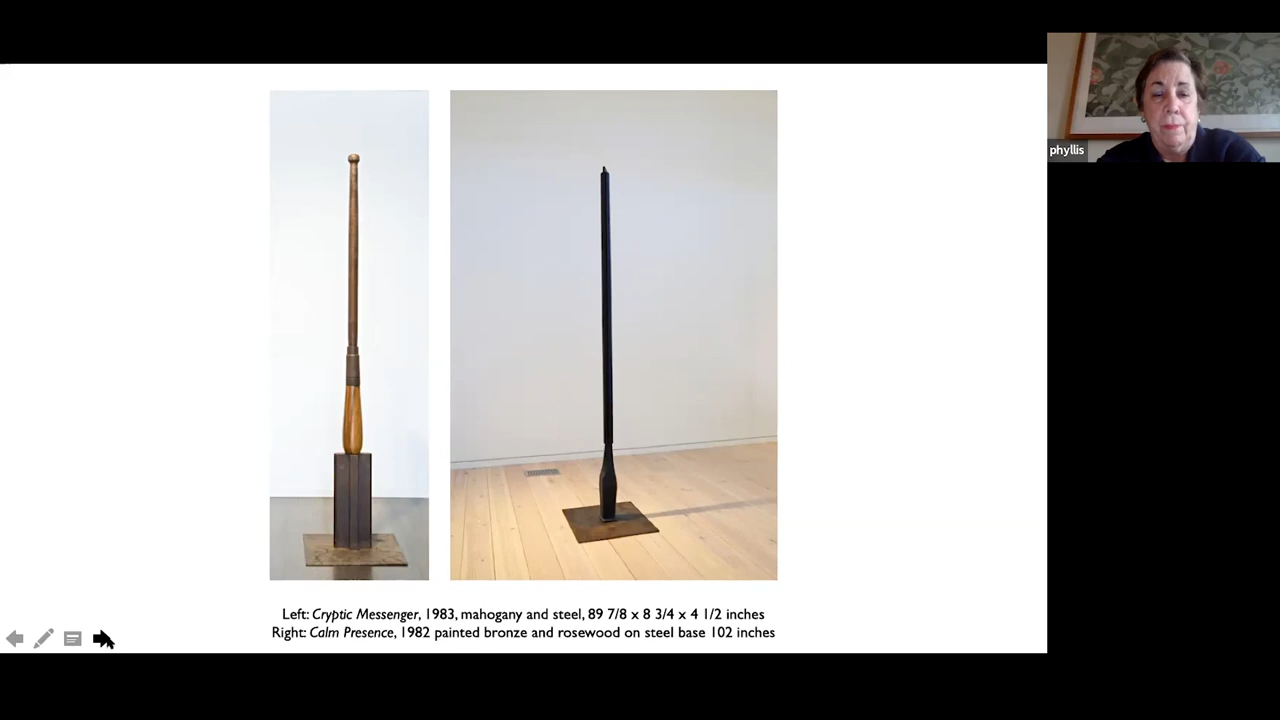 phyllis
Left: Cryptic Messenger, 1983, mahogany and steel, 89 7/8 x 8 3/4 x 4 1/2 inches
Right: Calm Presence, 1982 painted bronze and rosewood on steel base 102 inches